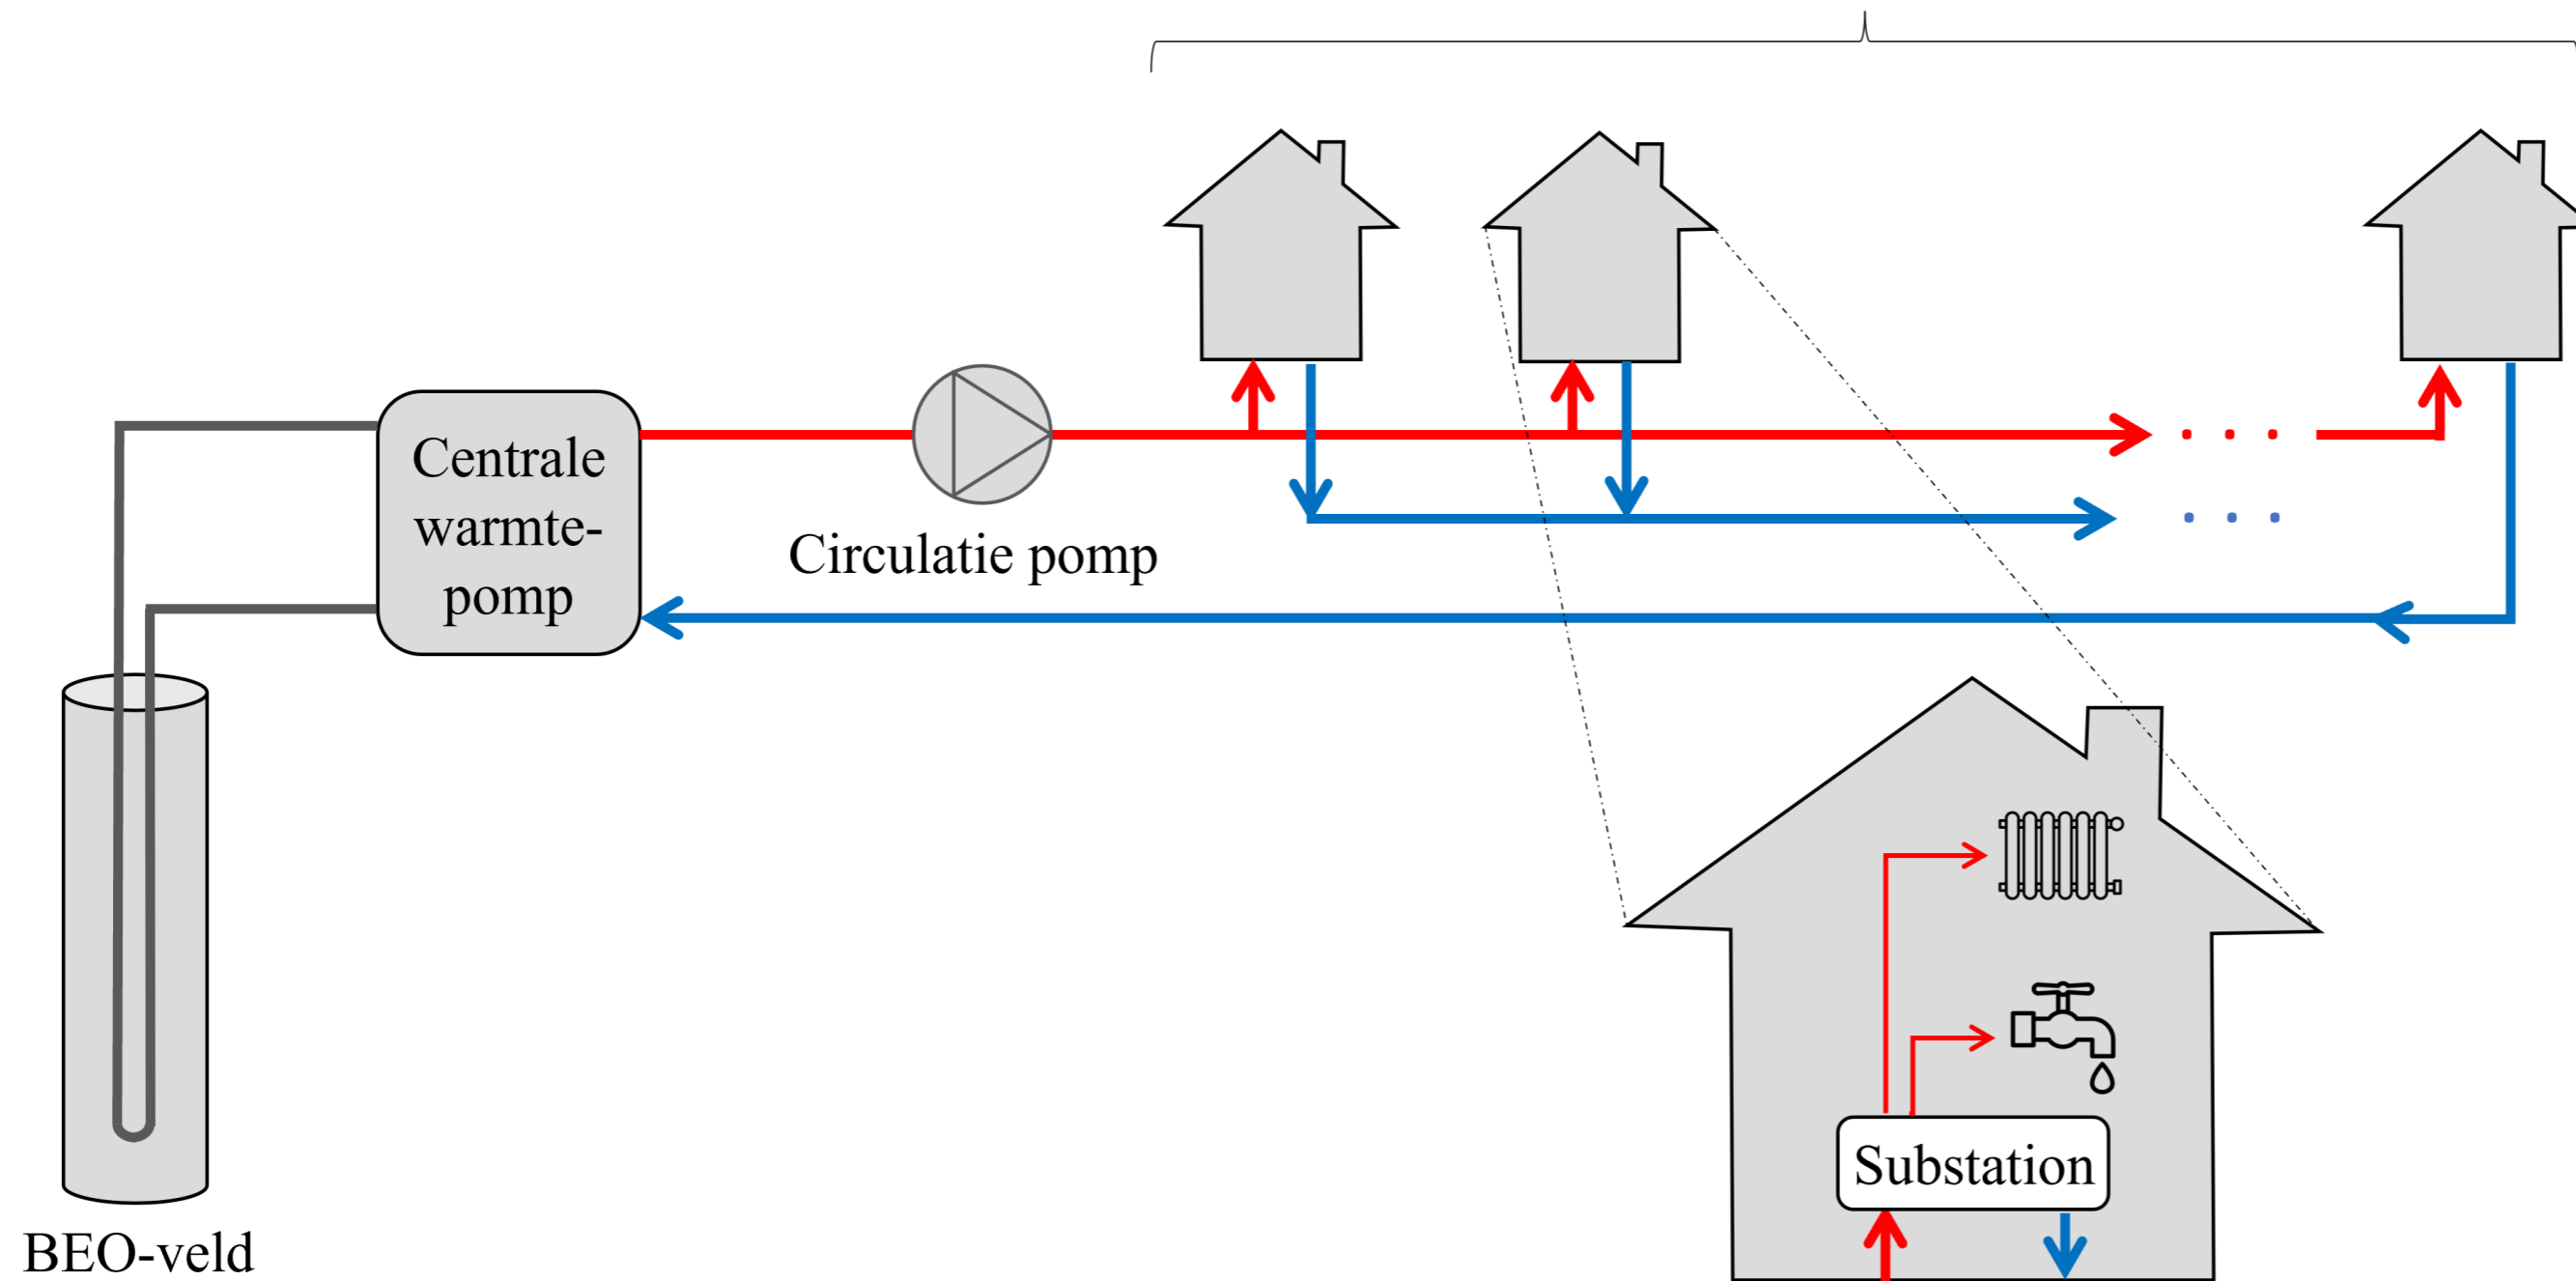 Centrale
warmte-
pomp
Circulatie pomp
Substation
BEO-veld